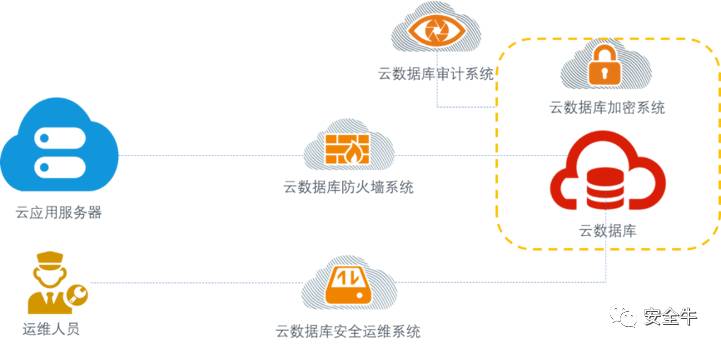 云数据库审计系统
云数据库加密系统
云数据库防火墙系统
云应用服务器
云数据库
运维人员
云数据库安全运维系统
安全牛